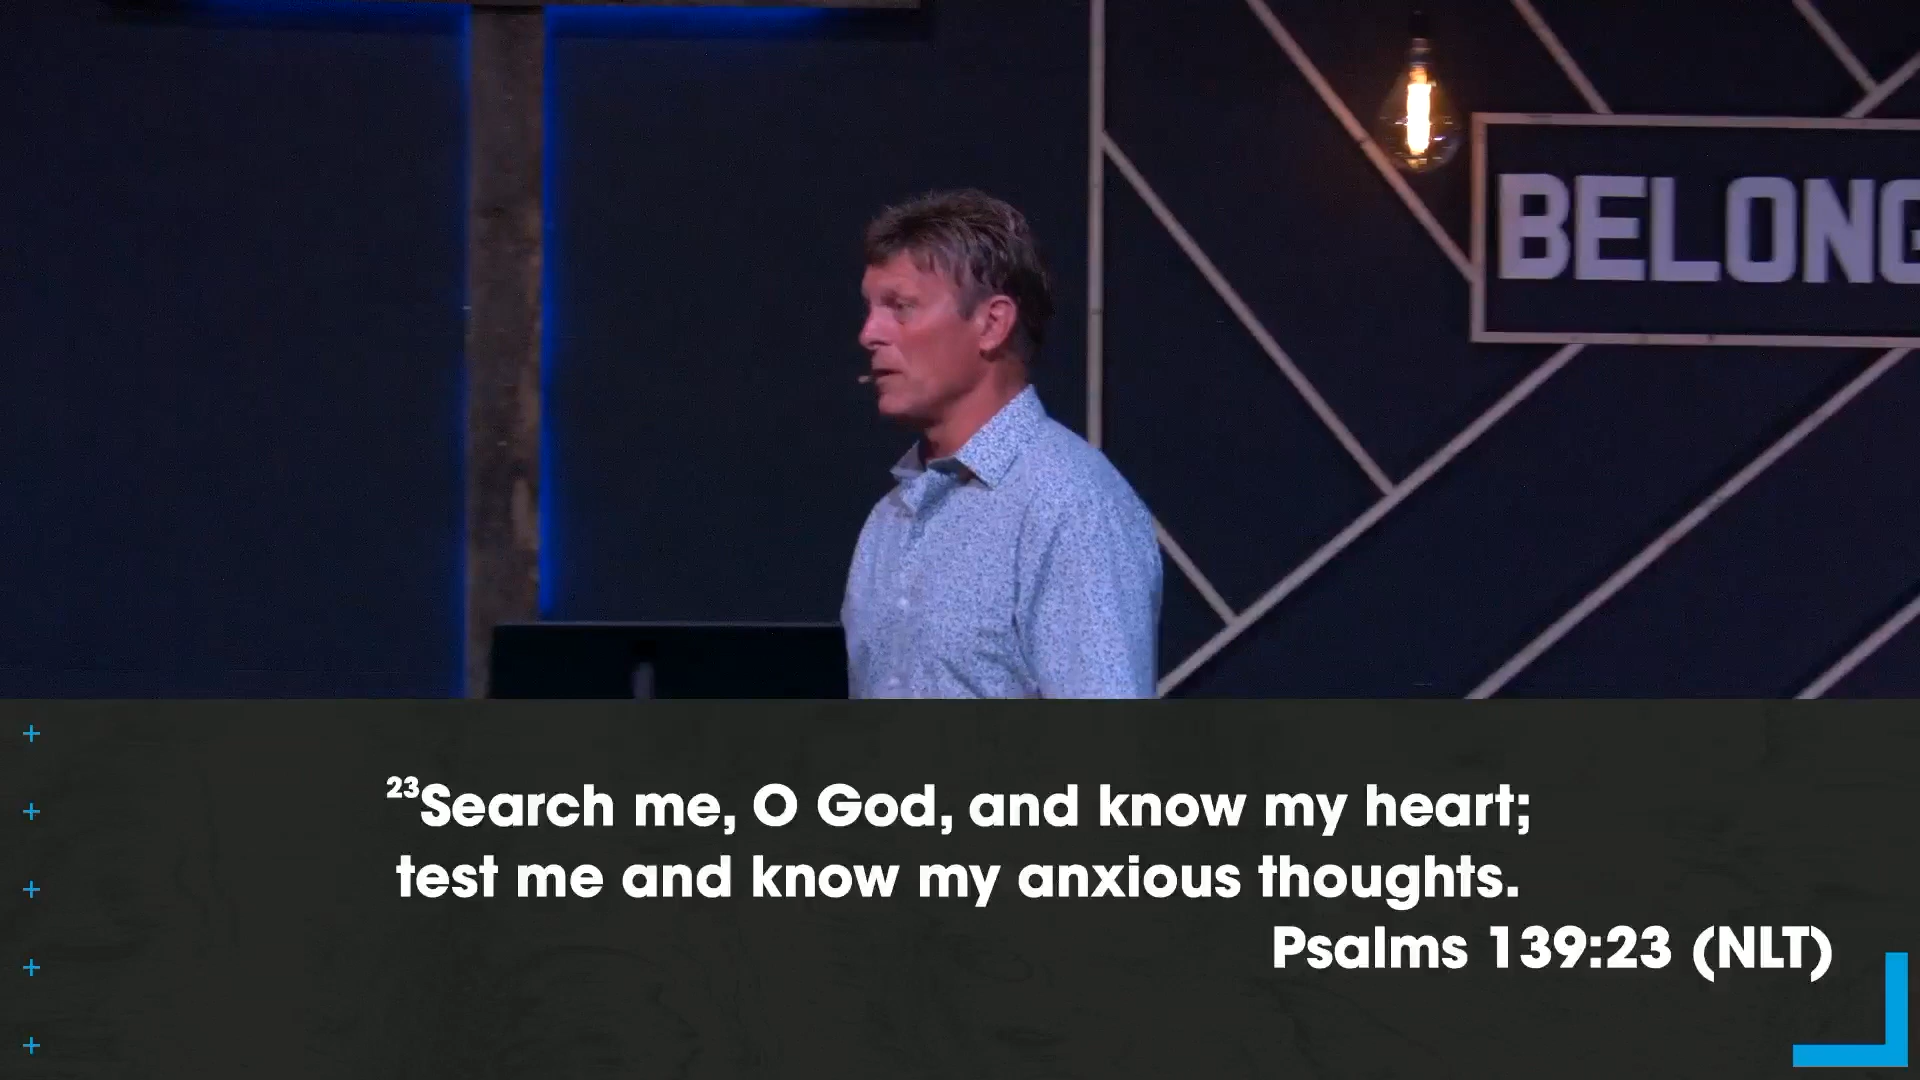 BELONG
²³Search me, O God, and know my heart;
test me and know my anxious thoughts.
Psalms 139:23 (NLT)